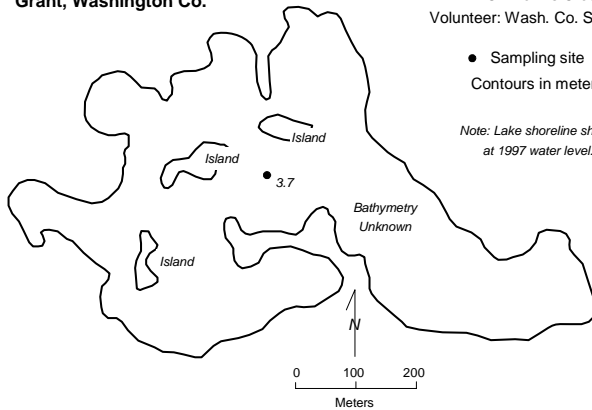 Grant, Washington Co.
Volunteer: Wash. Co. S
Sampling site
Contours in meter
Note: Lake shoreline sh
at 1997 water level.
Island
Island
3.7
Bathymetry
Unknown
Island
N
0 100 200
Meters